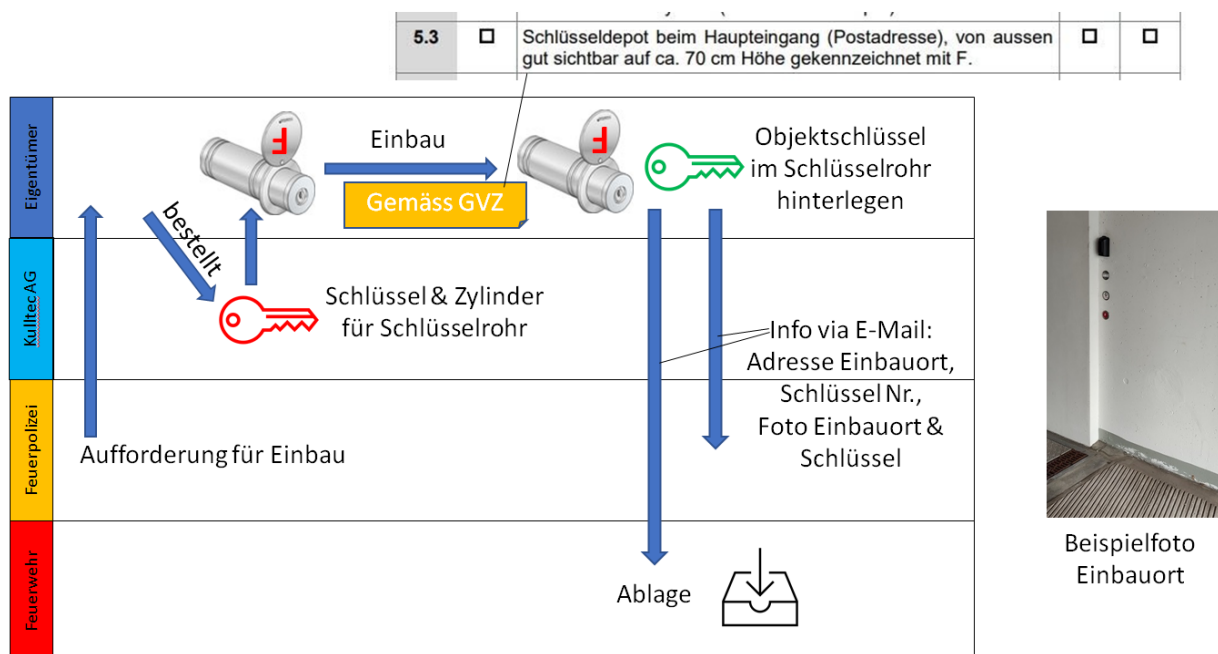 5.3 Schlüsseldepot beim Haupteingang (Postadresse), von aussen
gut sichtbar auf ca. 70 cm Höhe gekennzeichnet mit F.
Eigentümer
F
Einbau
Gemäss GVZ
F
Objektschlüssel
im Schlüsselrohr
hinterlegen
bestellt
KulltecAG
Schlüssel & Zylinder
für Schlüsselrohr
Info via E-Mail:
Adresse Einbauort,
Schlüssel Nr.,
Foto Einbauort &
Schlüssel
Feuerpolizei
Aufforderung für Einbau
Feuerwehr
Ablage
Beispielfoto
Einbauort